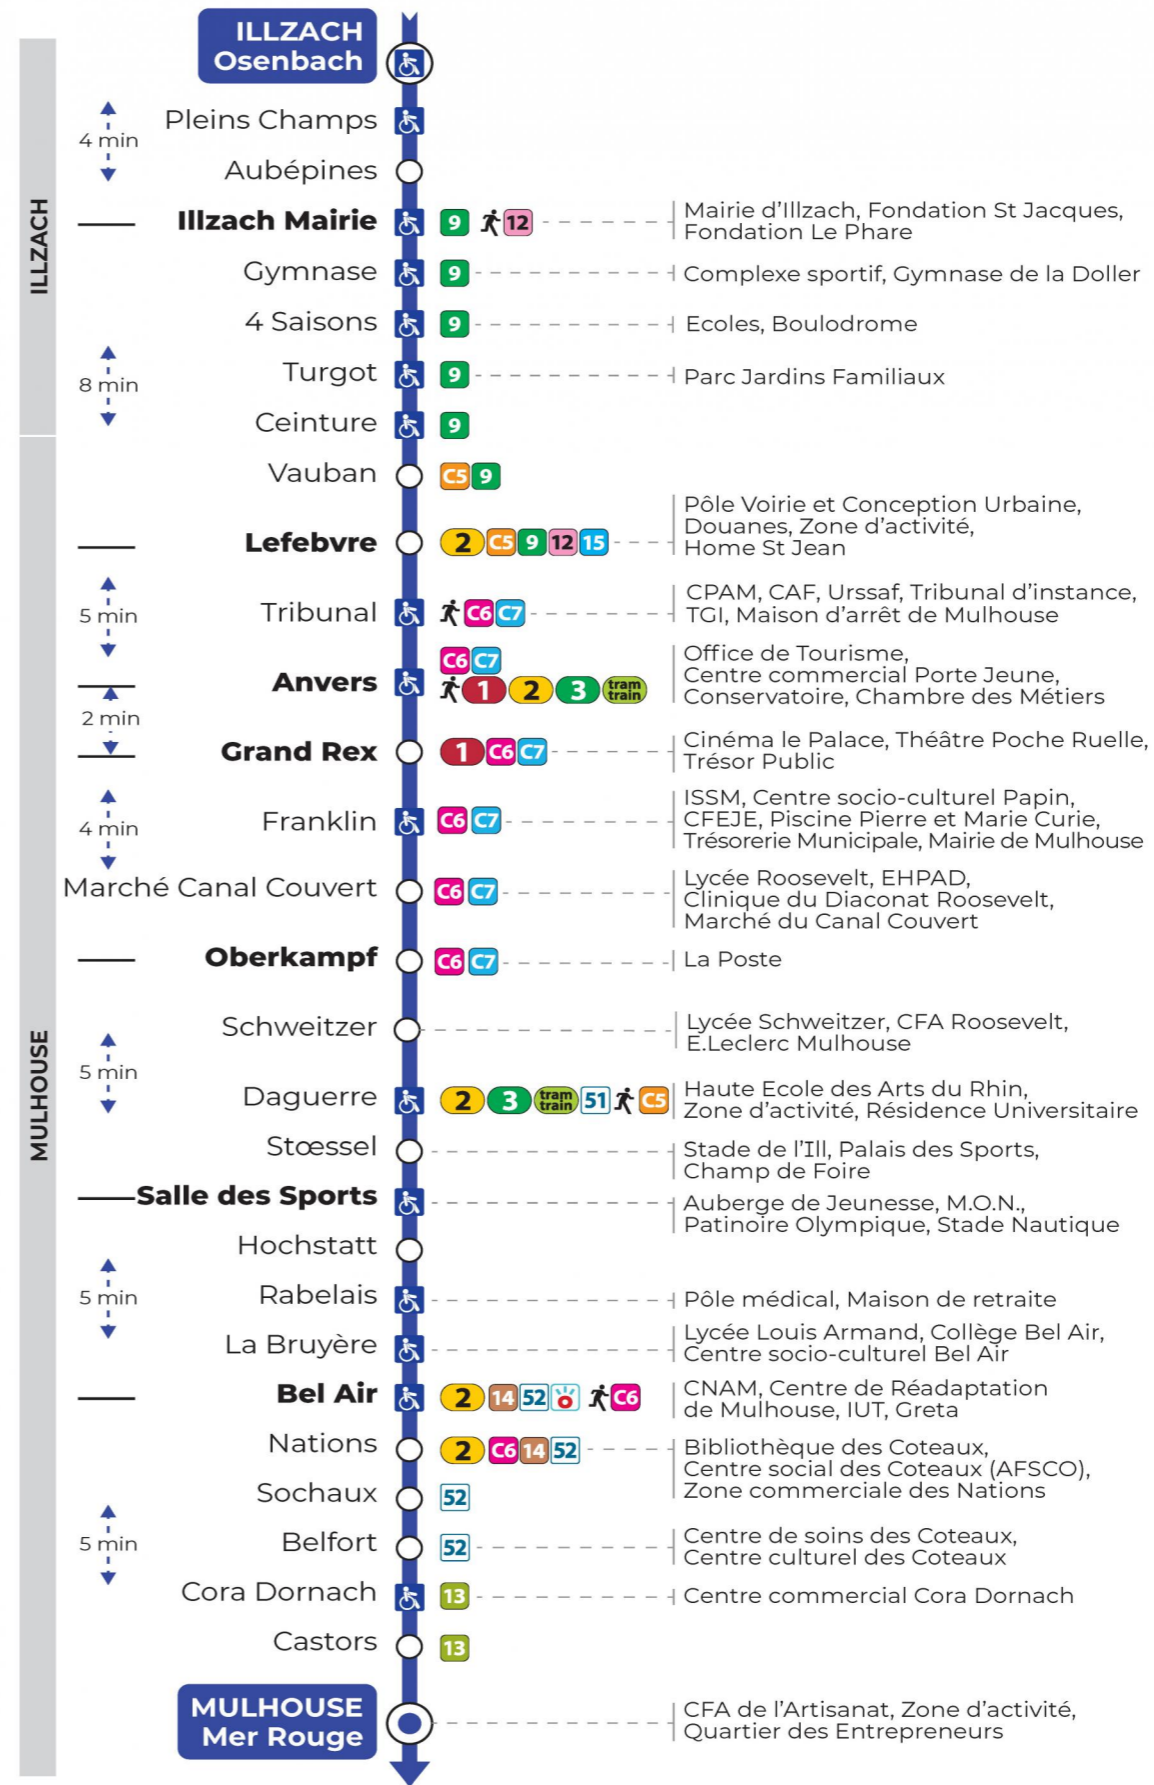 ILLZACH
Osenbach
Pleins Champs
4 min
Aubépines
ILLZACH
Illzach Mairie 9 12
Mairie d'Illzach, Fondation St Jacques,
Fondation Le Phare
Gymnase 9 Complexe sportif, Gymnase de la Doller
4 Saisons 9 Ecoles, Boulodrome
Turgot 9 Parc Jardins Familiaux
8 min
Ceinture 9
Vauban C5 9
Lefebvre 2 C5 9 12 15
Pôle Voirie et Conception Urbaine,
Douanes, Zone d'activité,
Home St Jean
5 min
Tribunal C6 C7
CPAM, CAF, Urssaf, Tribunal d'instance,
TGI, Maison d'arrêt de Mulhouse
C6 C7
Anvers 1 2 3 tram
train
Office de Tourisme,
Centre commercial Porte Jeune,
Conservatoire, Chambre des Métiers
2 min
Grand Rex 1 C6 C7
Cinéma le Palace, Théâtre Poche Ruelle,
Trésor Public
4 min
Franklin C6 C7
ISSM, Centre socio-culturel Papin,
CFEJE, Piscine Pierre et Marie Curie,
Trésorerie Municipale, Mairie de Mulhouse
Marché Canal Couvert C6 C7
Lycée Roosevelt, EHPAD,
Clinique du Diaconat Roosevelt,
Marché du Canal Couvert
Oberkampf C6 C7 La Poste
MULHOUSE
Schweitzer
Lycée Schweitzer, CFA Roosevelt,
E.Leclerc Mulhouse
5 min
Daguerre 2 3 tram
train 51 C5
Haute Ecole des Arts du Rhin,
Zone d'activité, Résidence Universitaire
Stœssel
Stade de l'Ill, Palais des Sports,
Champ de Foire
Salle des Sports
Auberge de Jeunesse, M.O.N.,
Patinoire Olympique, Stade Nautique
Hochstatt
5 min
Rabelais Pôle médical, Maison de retraite
La Bruyère
Lycée Louis Armand, Collège Bel Air,
Centre socio-culturel Bel Air
Bel Air 2 14 52 C6
CNAM, Centre de Réadaptation
de Mulhouse, IUT, Greta
Nations 2 C6 14 52
Bibliothèque des Coteaux,
Centre social des Coteaux (AFSCO),
Zone commerciale des Nations
Sochaux 52
5 min
Belfort 52
Centre de soins des Coteaux,
Centre culturel des Coteaux
Cora Dornach 13 Centre commercial Cora Dornach
Castors 13
MULHOUSE
Mer Rouge
CFA de l'Artisanat, Zone d'activité,
Quartier des Entrepreneurs